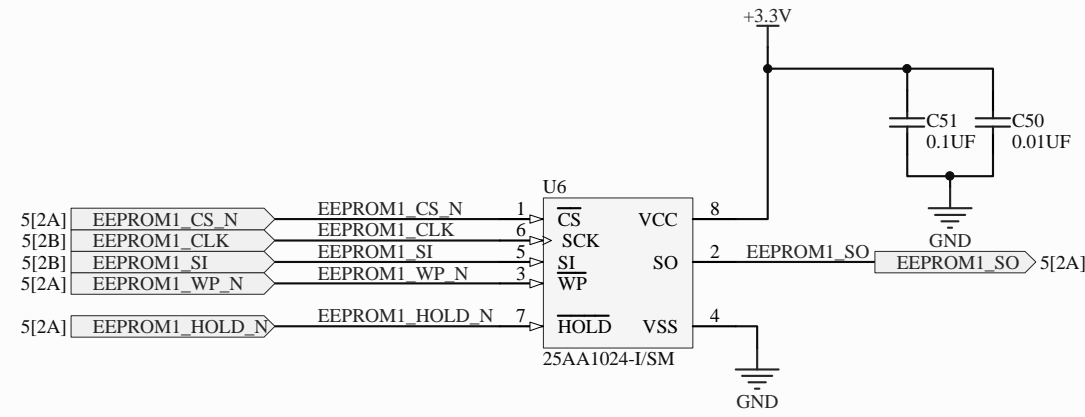 +3.3V
C51
0.1UF
C50
0.01UF
GND
U6
5[2A] EEPROM1_CS_N EEPROM1_CS_N 1 CS VCC 8
5[2B] EEPROM1_CLK EEPROM1_CLK 6 SCK
5[2B] EEPROM1_SI EEPROM1_SI 5 SI SO 2 EEPROM1_SO EEPROM1_SO 5[2A]
5[2A] EEPROM1_WP_N EEPROM1_WP_N 3 WP
5[2A] EEPROM1_HOLD_N EEPROM1_HOLD_N 7 HOLD VSS 4
25AA1024-I/SM
GND